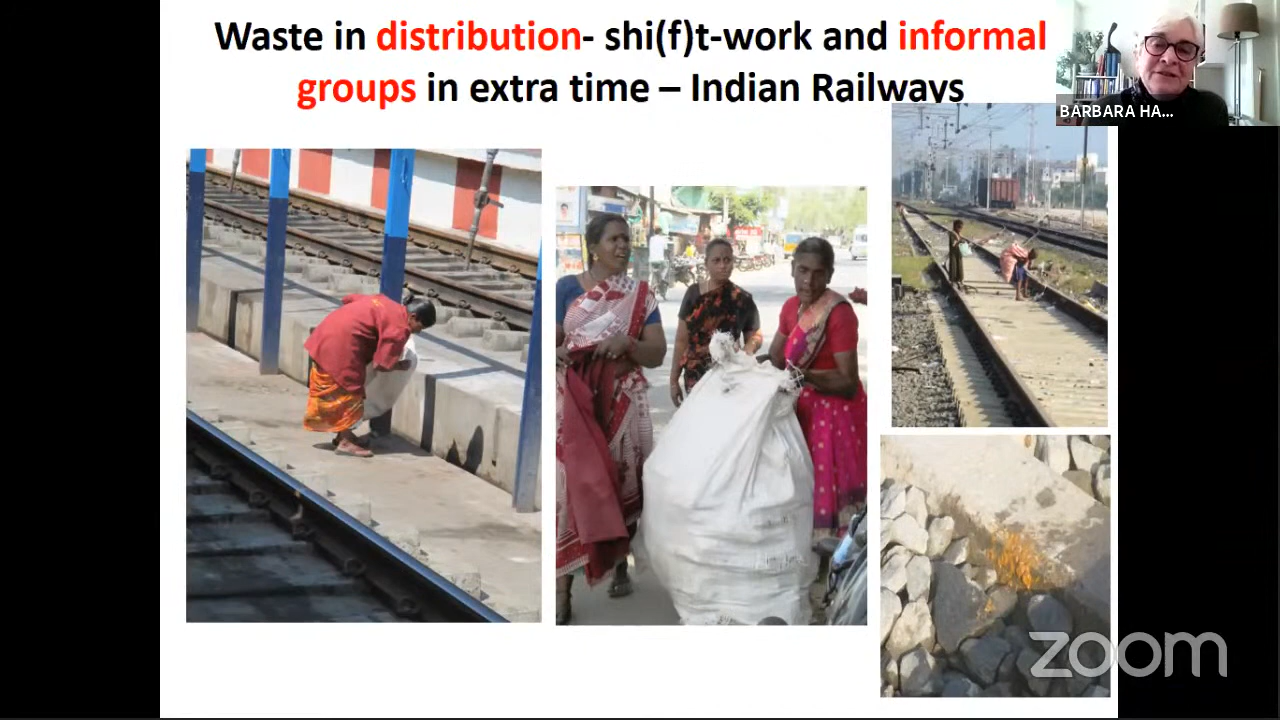 Waste in distribution- shi(f)t-work and informal
groups in extra time – Indian Railways
BARBARA HA...
zoom